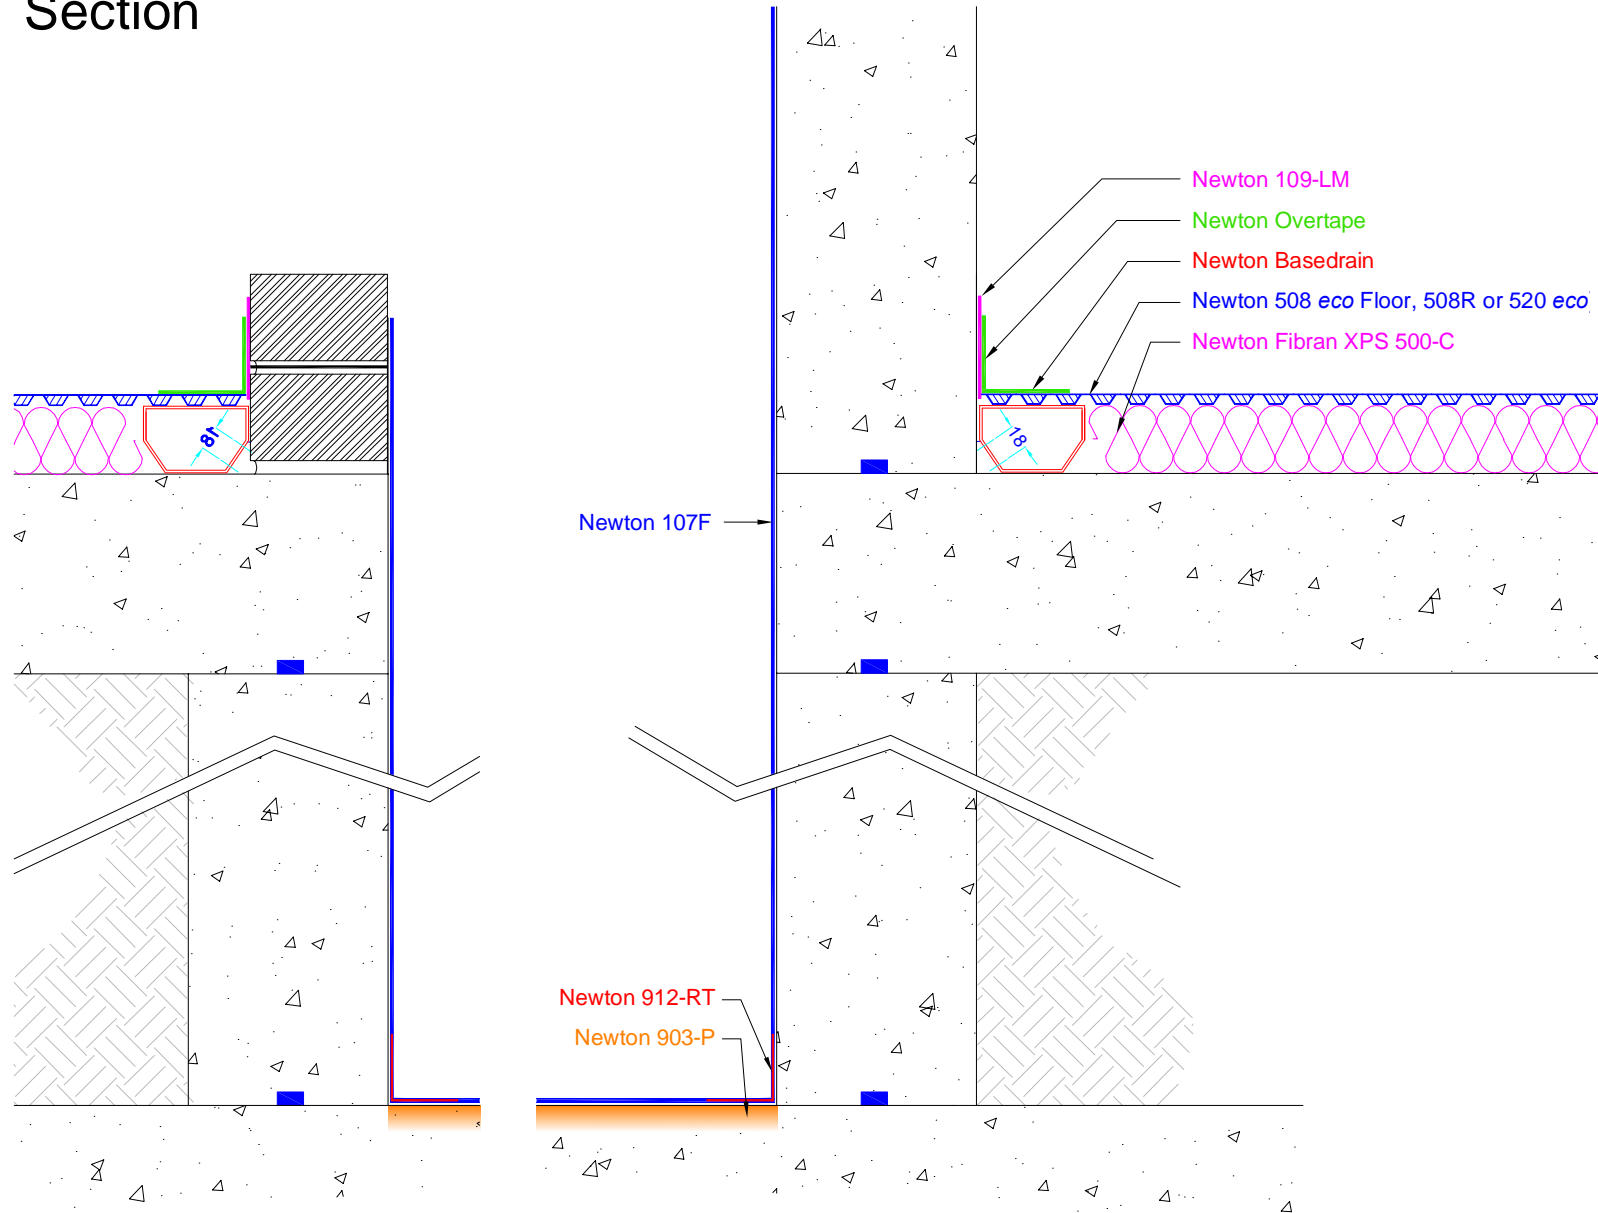 Section
Newton 109-LM
Newton Overtape
Newton Basedrain
Newton 508 eco Floor, 508R or 520 eco
Newton Fibran XPS 500-C
18
18
Newton 107F
Newton 912-RT
Newton 903-P